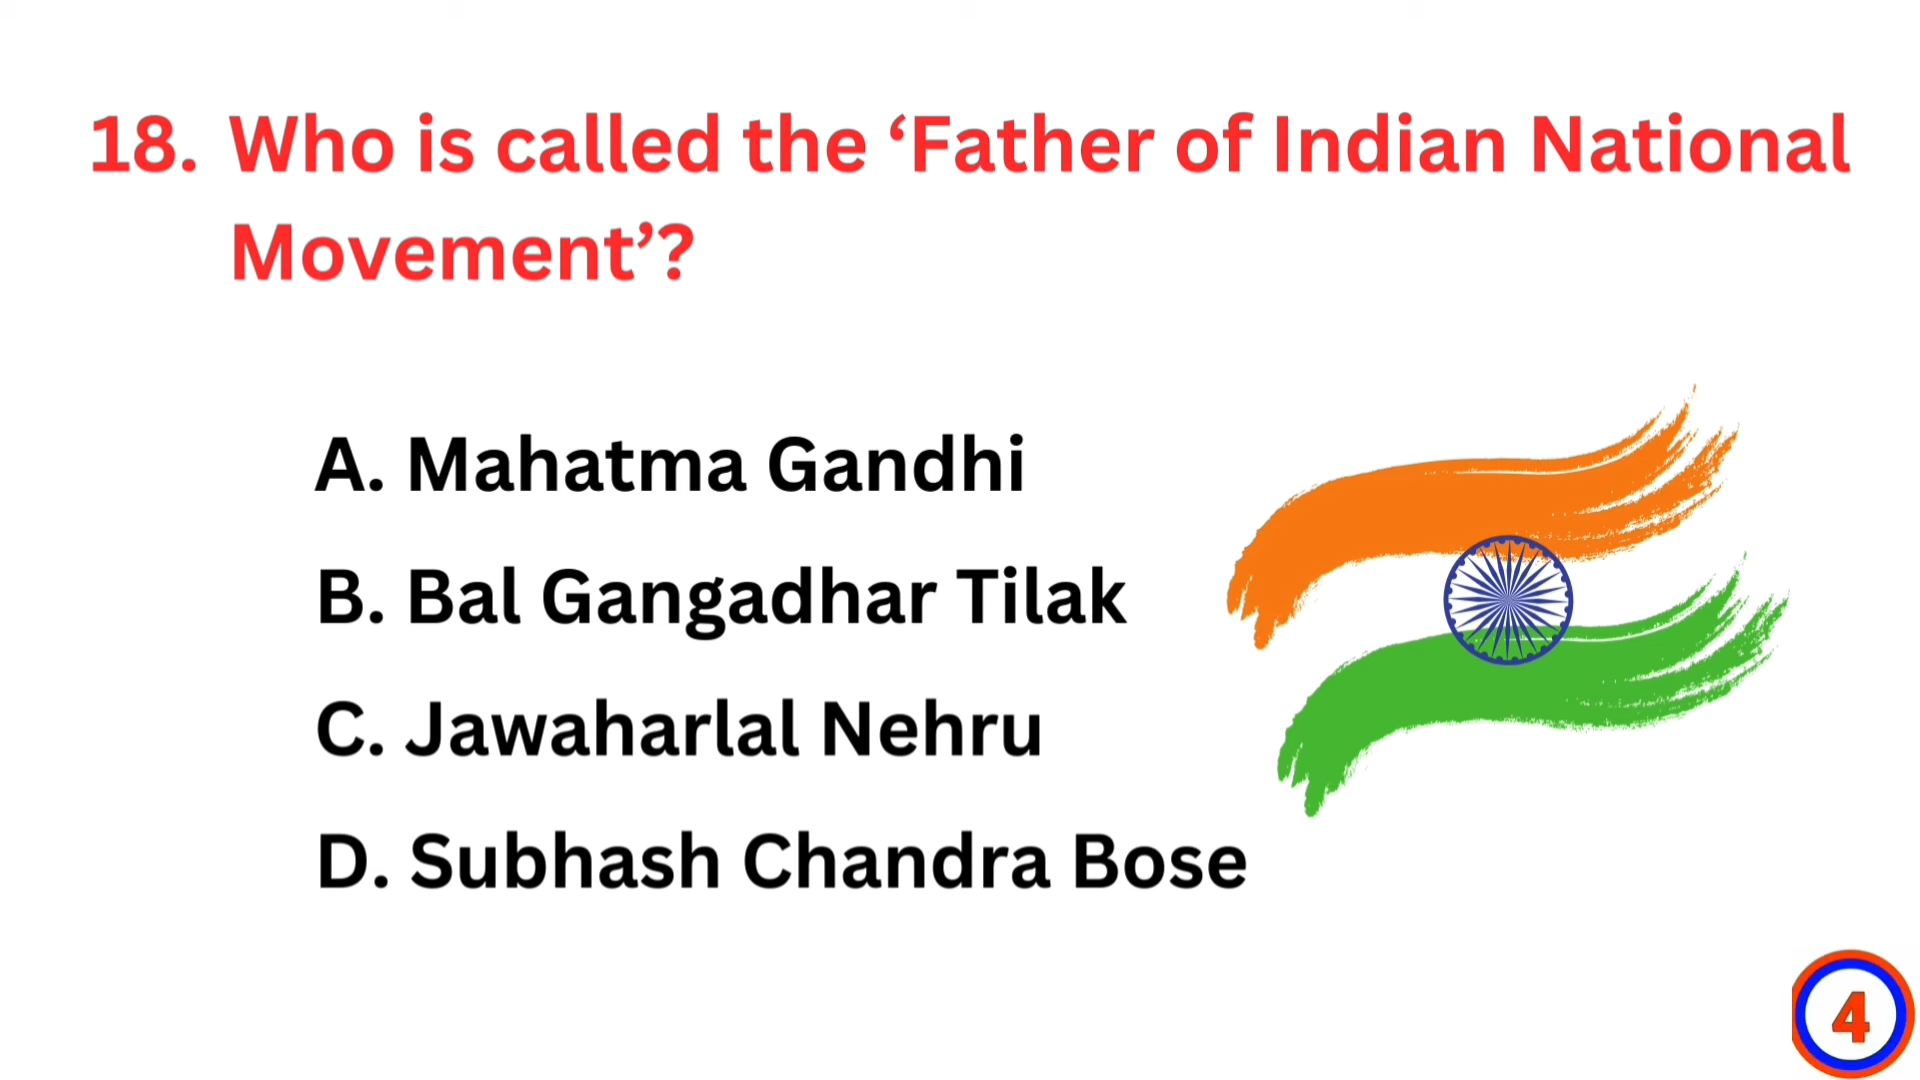 18. Who is called the ‘Father of Indian National
Movement’?
A. Mahatma Gandhi
B. Bal Gangadhar Tilak
C. Jawaharlal Nehru
D. Subhash Chandra Bose
4